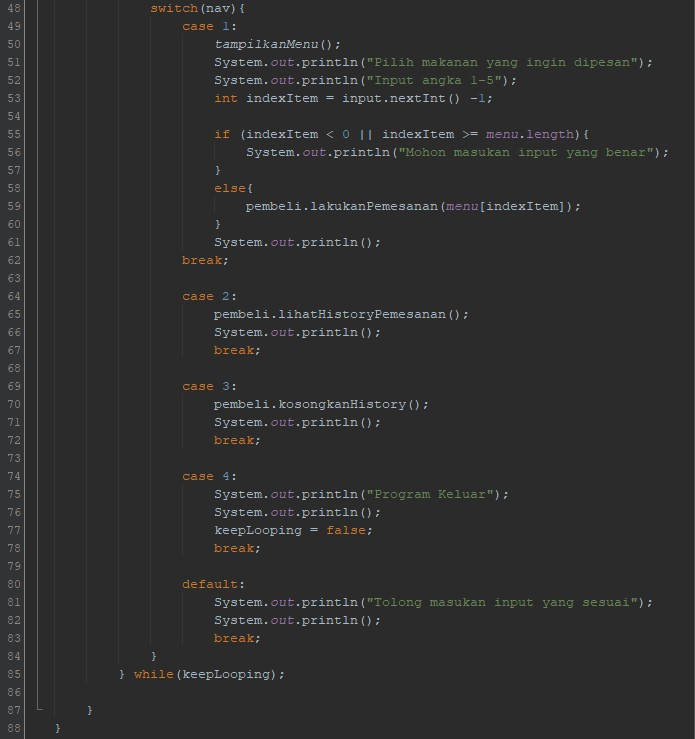 48                 switch(nav){
49                     case 1:
50                         tampilkanMenu();
51                         System.out.println("Pilih makanan yang ingin dipesan");
52                         System.out.println("Input angka 1-5");
53                         int indexItem = input.nextInt() -1;
54
55                         if (indexItem < 0 || indexItem >= menu.length){
56                             System.out.println("Mohon masukan input yang benar");
57                         }
58                         else{
59                             pembeli.lakukanPemesanan(menu[indexItem]);
60                         }
61                         System.out.println();
62                     break;
63
64                     case 2:
65                         pembeli.lihatHistoryPemesanan();
66                         System.out.println();
67                         break;
68
69                     case 3:
70                         pembeli.kosongkanHistory();
71                         System.out.println();
72                         break;
73
74                     case 4:
75                         System.out.println("Program Keluar");
76                         System.out.println();
77                         keepLooping = false;
78                         break;
79
80                     default:
81                         System.out.println("Tolong masukan input yang sesuai");
82                         System.out.println();
83                         break;
84                 }
85             } while(keepLooping);
86
87         }
88     }